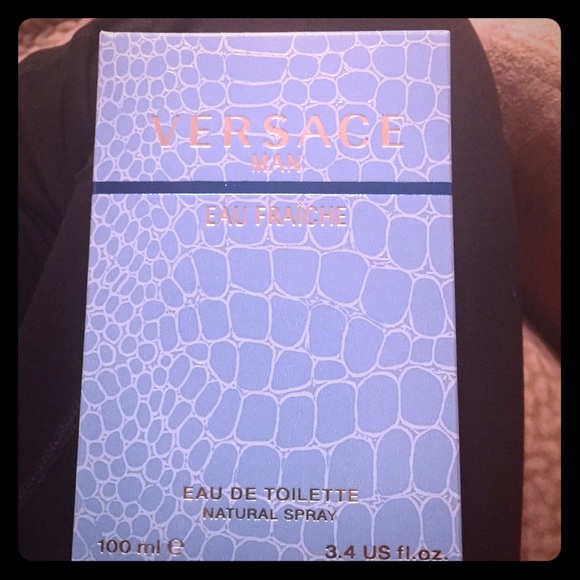 VERSACE
MAN
EAU FRAÎCHE
EAU DE TOILETTE
NATURAL SPRAY
100 ml ℮ 3.4 US fl.oz.